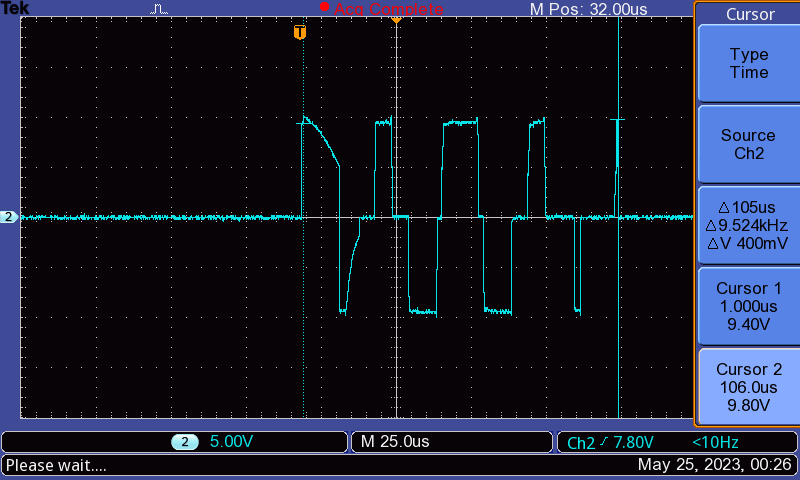 Tek
Acq Complete
M Pos: 32.00us
Cursor
T
Type
Time
Source
Ch2
Δ105us
Δ9.524kHz
ΔV 400mV
2
Cursor 1
1.000us
9.40V
Cursor 2
106.0us
9.80V
2 5.00V
M 25.0us
Ch2 / 7.80V <10Hz
Please wait....
May 25, 2023, 00:26